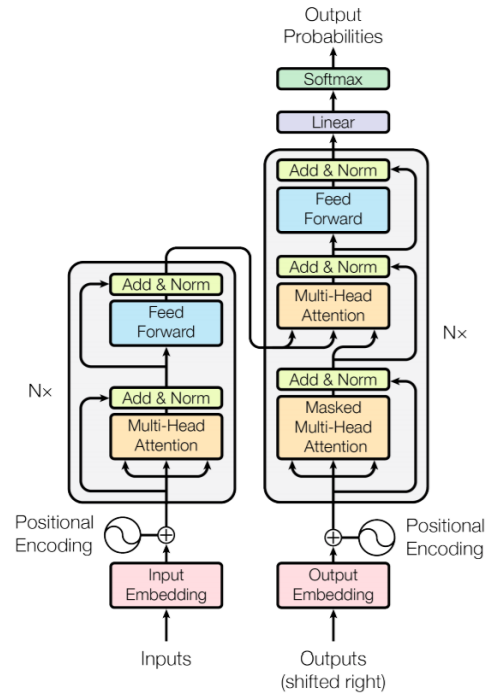 Output
Probabilities
Softmax
Linear
Add & Norm
Feed
Forward
Add & Norm
Multi-Head
Attention
Nx
Add & Norm
Masked
Multi-Head
Attention
Positional
Encoding
Output
Embedding
Outputs
(shifted right)
Add & Norm
Feed
Forward
Nx
Add & Norm
Multi-Head
Attention
Positional
Encoding
Input
Embedding
Inputs